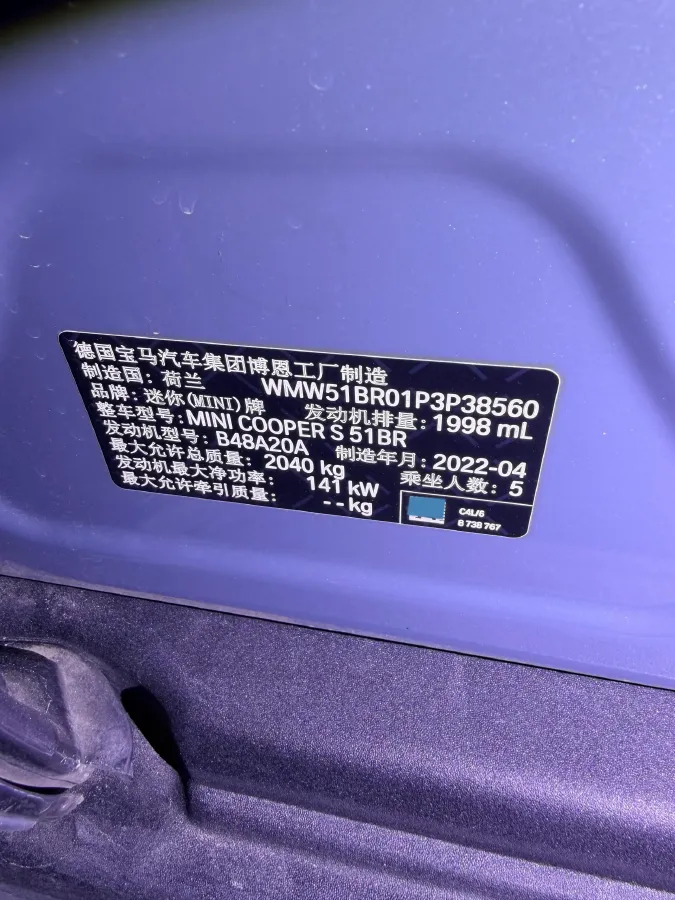 德国宝马汽车集团博恩工厂制造
制造国：荷兰 WMW51BR01P3P38560
品牌：迷你(MINI)牌 发动机排量：1998 mL
整车型号：MINI COOPER S 51BR
发动机型号：B48A20A 制造年月：2022-04
最大允许总质量：2040 kg 乘坐人数：5
发动机最大净功率：141 kW
最大允许牵引质量：--kg
C4L/6
8 738 767